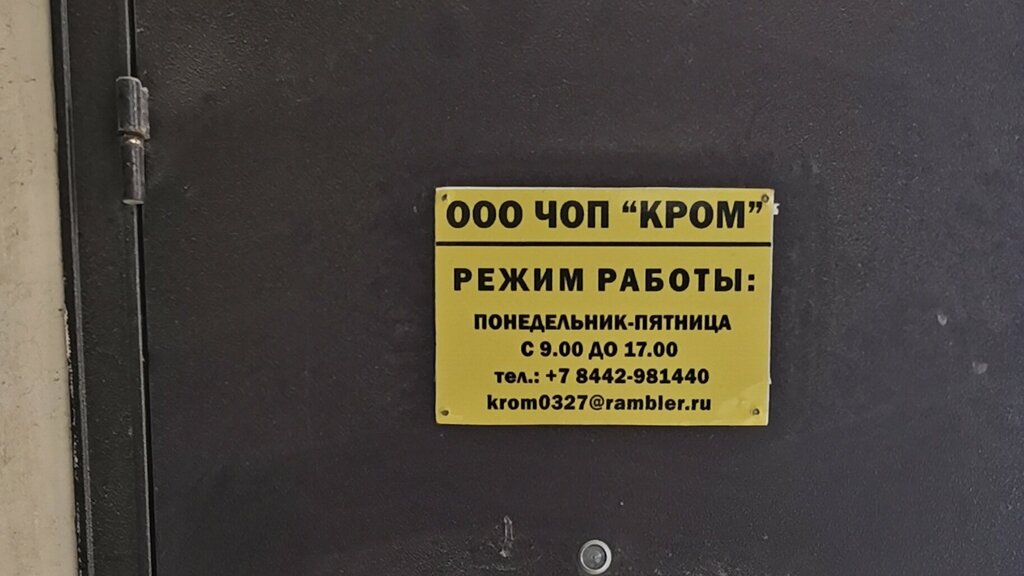 ООО ЧОП “КРОМ”
РЕЖИМ РАБОТЫ:
ПОНЕДЕЛЬНИК-ПЯТНИЦА
С 9.00 ДО 17.00
тел.: +7 8442-981440
krom0327@rambler.ru